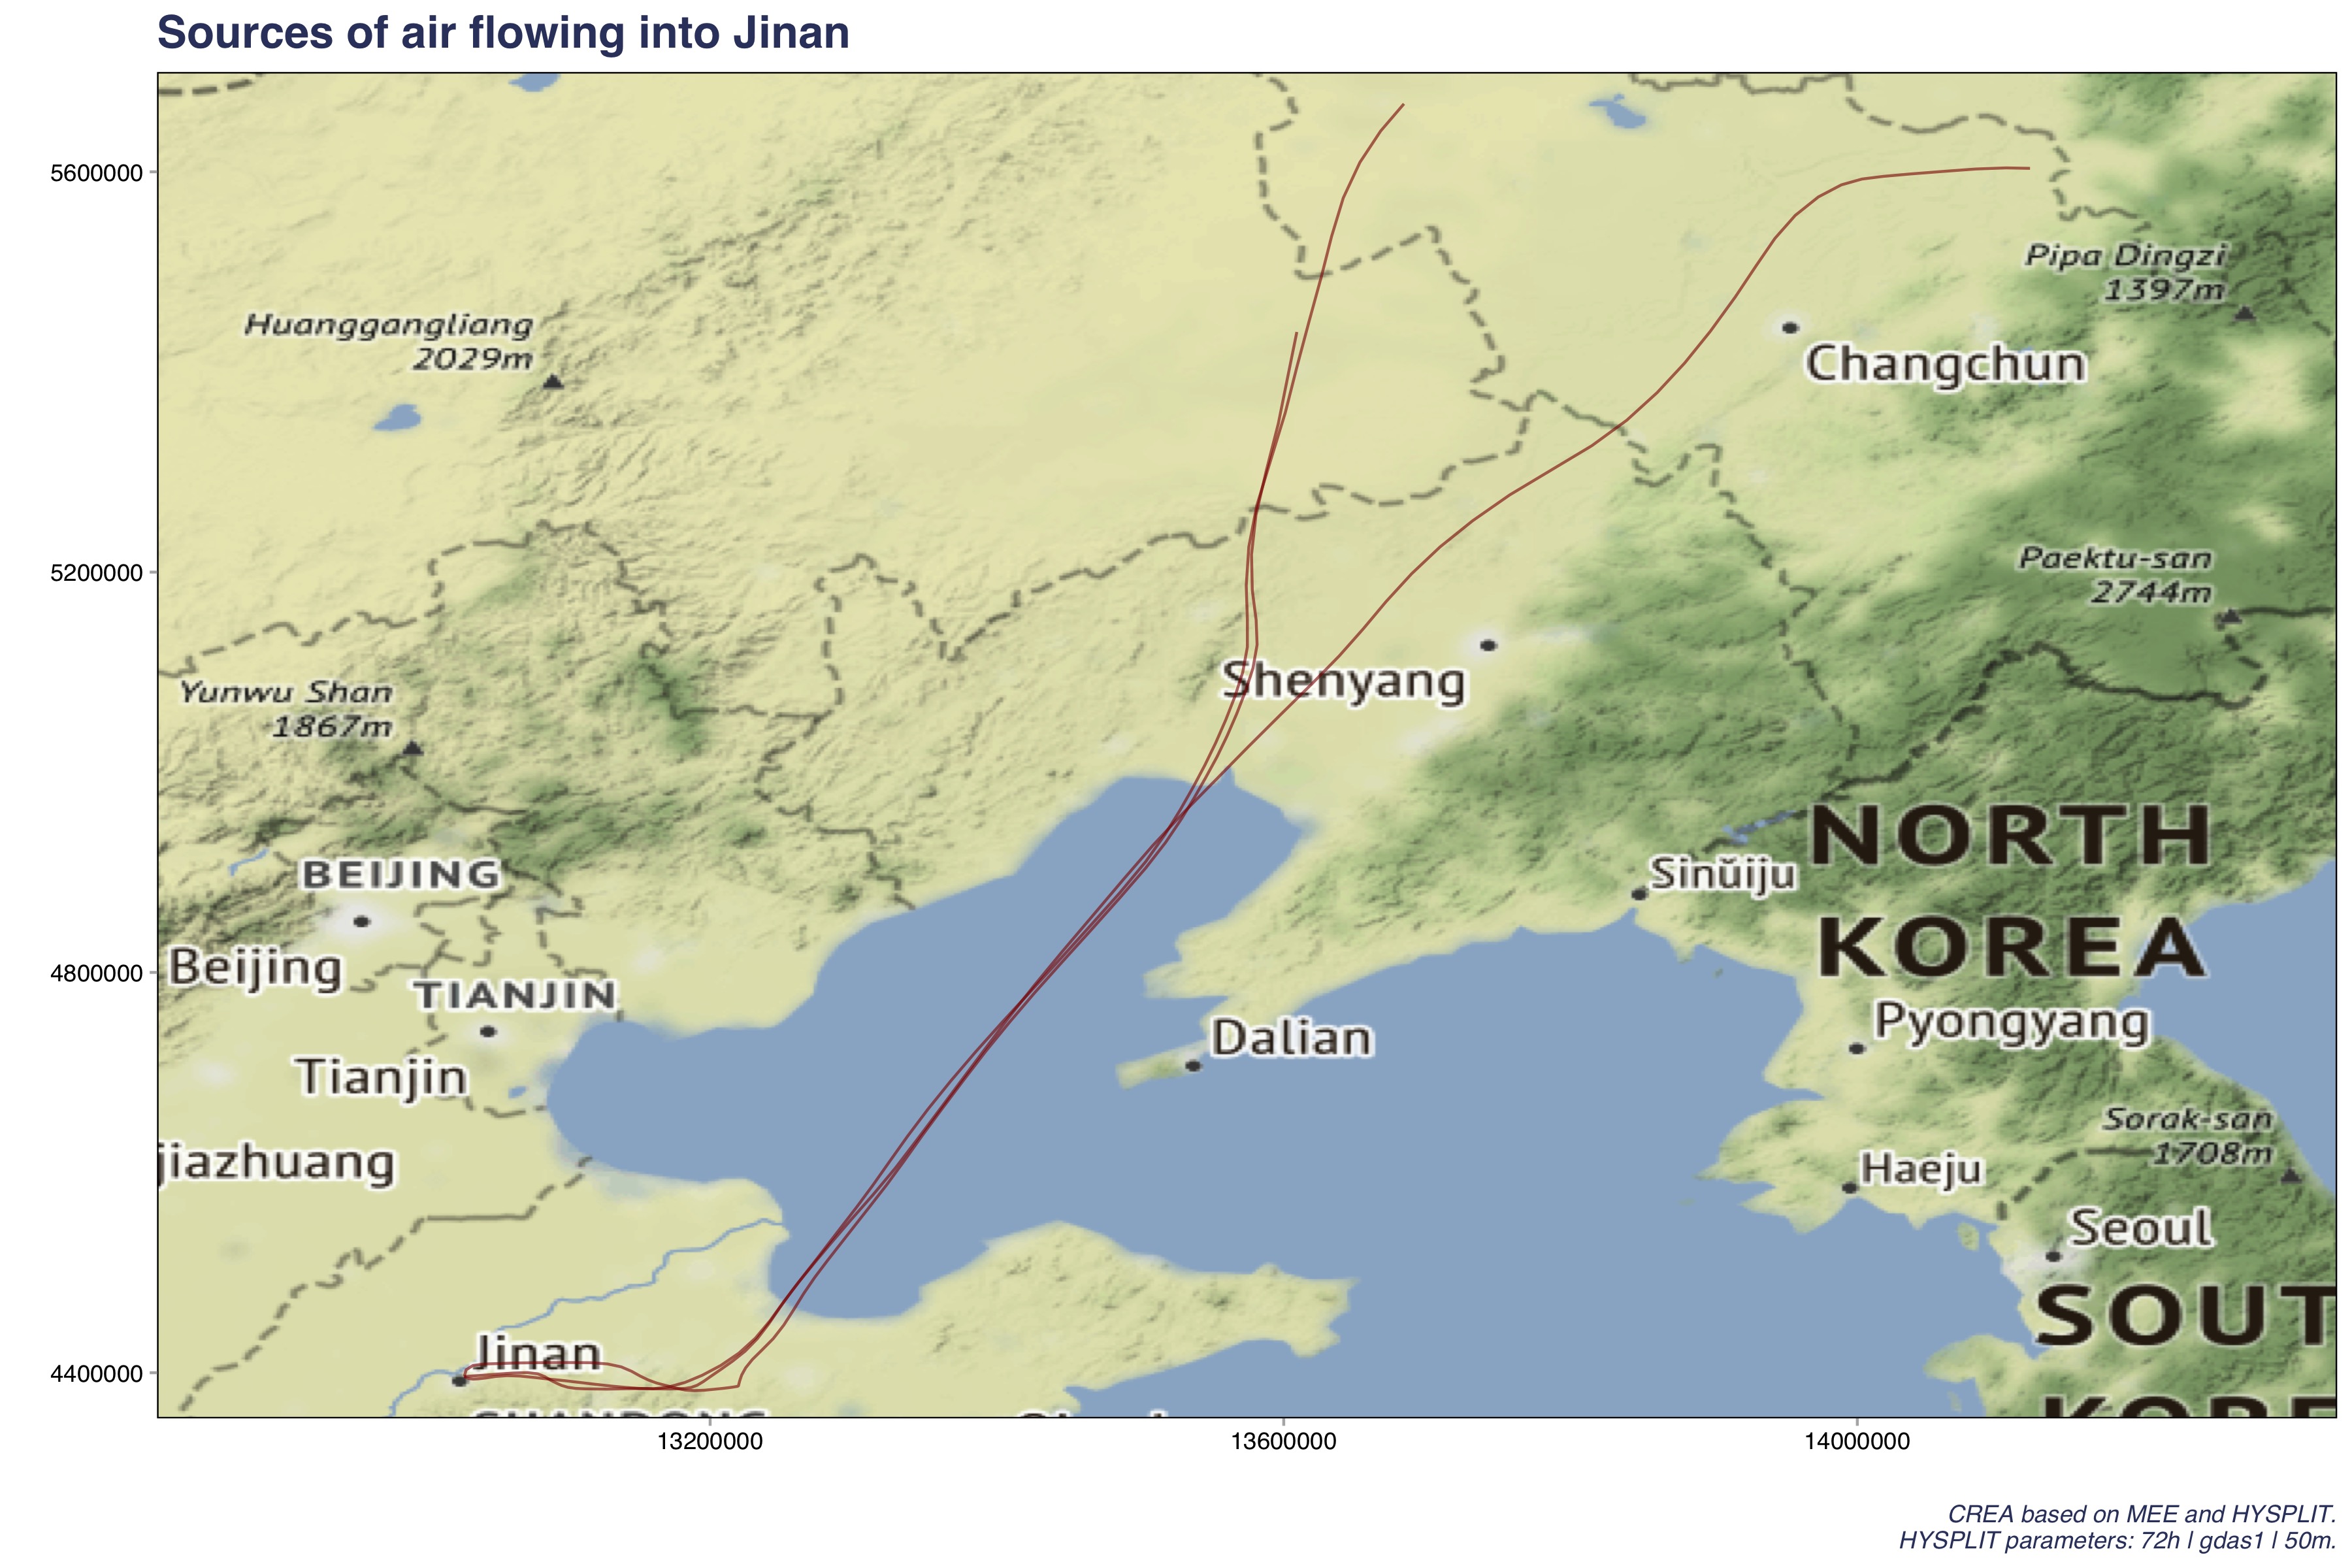 Sources of air flowing into Jinan
5600000
5200000
4800000
4400000
Huanggangliang
2029m
Pipa Dingzi
1397m
Changchun
Paektu-san
2744m
Yunwu Shan
1867m
Shenyang
NORTH
KOREA
BEIJING
Beijing
Sinŭiju
TIANJIN
Tianjin
Dalian
Pyongyang
jiazhuang
Sorak-san
1708m
Haeju
Seoul
SOUT
Jinan
SHANDONG
KORE
13200000
13600000
14000000
CREA based on MEE and HYSPLIT.
HYSPLIT parameters: 72h | gdas1 | 50m.